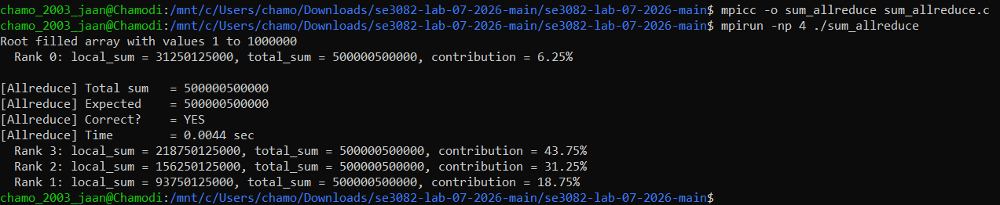 chamo_2003_jaan@Chamodi:/mnt/c/Users/chamo/Downloads/se3082-lab-07-2026-main/se3082-lab-07-2026-main$ mpicc -o sum_allreduce sum_allreduce.c
chamo_2003_jaan@Chamodi:/mnt/c/Users/chamo/Downloads/se3082-lab-07-2026-main/se3082-lab-07-2026-main$ mpirun -np 4 ./sum_allreduce
Root filled array with values 1 to 1000000
  Rank 0: local_sum = 31250125000, total_sum = 500000500000, contribution = 6.25%

[Allreduce] Total sum   = 500000500000
[Allreduce] Expected    = 500000500000
[Allreduce] Correct?    = YES
[Allreduce] Time        = 0.0044 sec
  Rank 3: local_sum = 218750125000, total_sum = 500000500000, contribution = 43.75%
  Rank 2: local_sum = 156250125000, total_sum = 500000500000, contribution = 31.25%
  Rank 1: local_sum = 93750125000, total_sum = 500000500000, contribution = 18.75%
chamo_2003_jaan@Chamodi:/mnt/c/Users/chamo/Downloads/se3082-lab-07-2026-main/se3082-lab-07-2026-main$